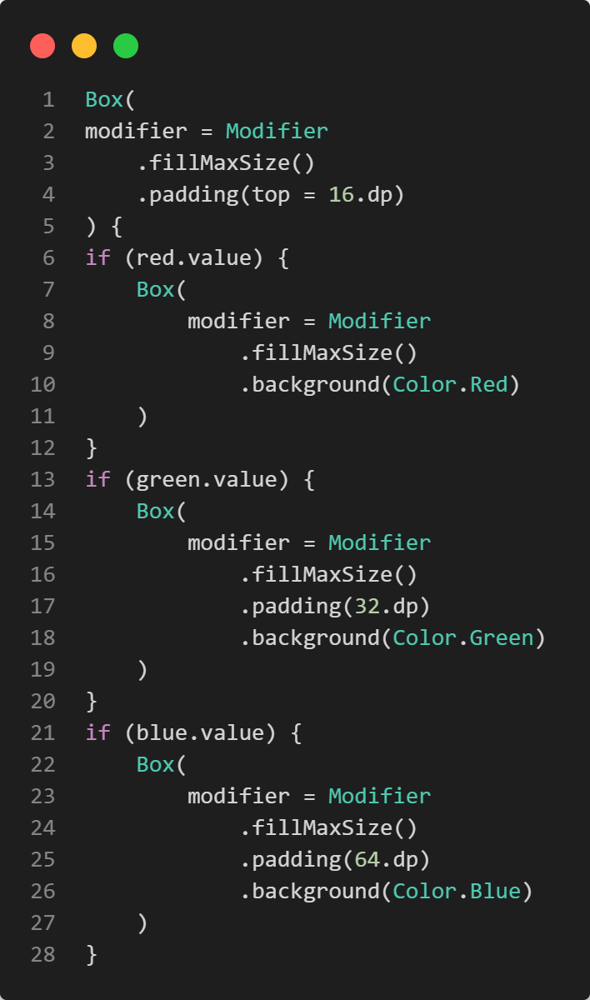 1 Box(
2 modifier = Modifier
3     .fillMaxSize()
4     .padding(top = 16.dp)
5 ) {
6 if (red.value) {
7     Box(
8         modifier = Modifier
9             .fillMaxSize()
10             .background(Color.Red)
11     )
12 }
13 if (green.value) {
14     Box(
15         modifier = Modifier
16             .fillMaxSize()
17             .padding(32.dp)
18             .background(Color.Green)
19     )
20 }
21 if (blue.value) {
22     Box(
23         modifier = Modifier
24             .fillMaxSize()
25             .padding(64.dp)
26             .background(Color.Blue)
27     )
28 }